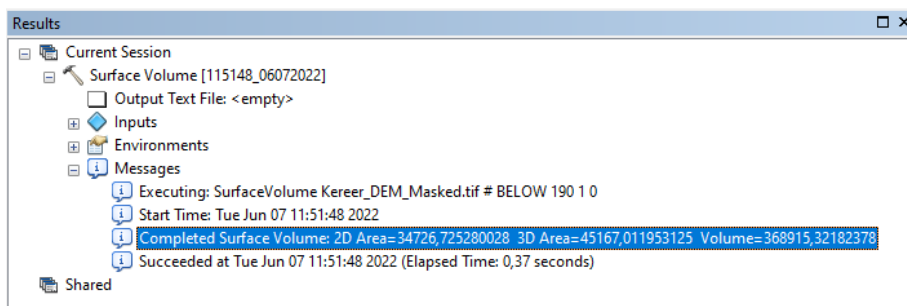 Results
Current Session
Surface Volume [115148_06072022]
Output Text File: <empty>
Inputs
Environments
Messages
Executing: SurfaceVolume Kereer_DEM_Masked.tif # BELOW 190 1 0
Start Time: Tue Jun 07 11:51:48 2022
Completed Surface Volume: 2D Area=34726,725280028  3D Area=45167,011953125  Volume=368915,32182378
Succeeded at Tue Jun 07 11:51:48 2022 (Elapsed Time: 0,37 seconds)
Shared